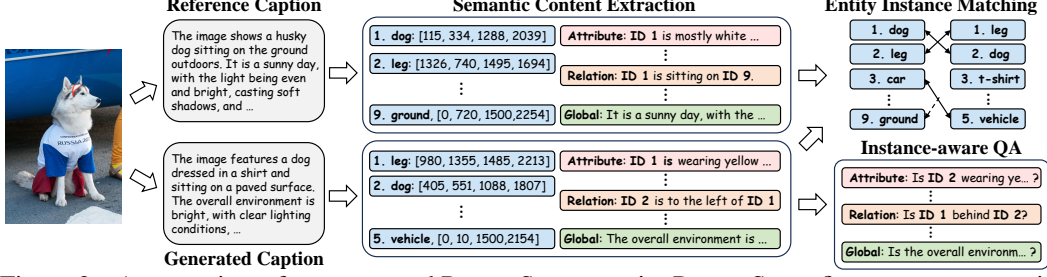 Reference Caption
Semantic Content Extraction
Entity Instance Matching
The image shows a husky
dog sitting on the ground
outdoors. It is a sunny day,
with the light being even
and bright, casting soft
shadows, and ...
1. dog: [115, 334, 1288, 2039]
2. leg: [1326, 740, 1495, 1694]
⋮
9. ground, [0, 720, 1500,2254]
Attribute: ID 1 is mostly white ...
⋮
Relation: ID 1 is sitting on ID 9.
⋮
Global: It is a sunny day, with the ...
1. dog
2. leg
3. car
⋮
9. ground
1. leg
2. dog
3. t-shirt
⋮
5. vehicle
RUSSIA
The image features a dog
dressed in a shirt and
sitting on a paved surface.
The overall environment is
bright, with clear lighting
conditions, ...
Generated Caption
1. leg: [980, 1355, 1485, 2213]
2. dog: [405, 551, 1088, 1807]
⋮
5. vehicle, [0, 10, 1500,2154]
Attribute: ID 1 is wearing yellow ...
⋮
Relation: ID 2 is to the left of ID 1
⋮
Global: The overall environment is ...
Instance-aware QA
Attribute: Is ID 2 wearing ye... ?
⋮
Relation: Is ID 1 behind ID 2?
⋮
Global: Is the overall environm... ?